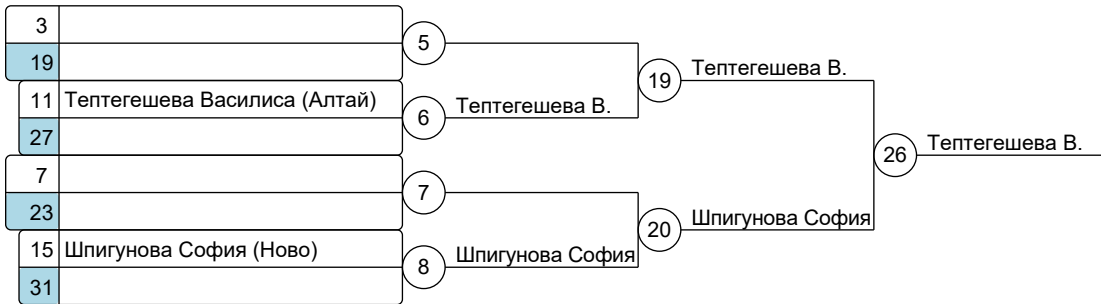 3
5
19
19 Тептегешева В.
11 Тептегешева Василиса (Алтай)
6 Тептегешева В.
27
26 Тептегешева В.
7
7
23
20 Шпигунова София
15 Шпигунова София (Ново)
8 Шпигунова София
31